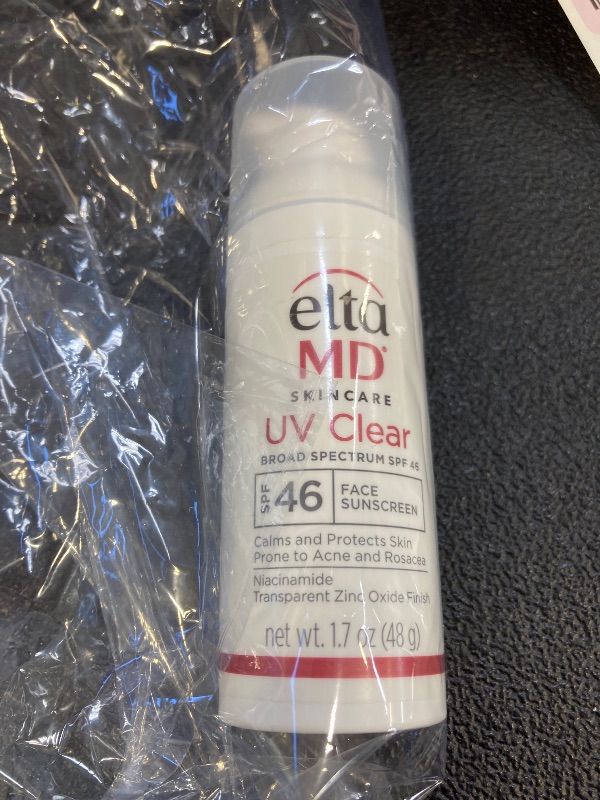 elta
MD
SKINCARE
UV Clear
BROAD SPECTRUM SPF 46
SPF 46 FACE
SUNSCREEN
Calms and Protects Skin
Prone to Acne and Rosacea
Niacinamide
Transparent Zinc Oxide Finish
net wt. 1.7 oz (48 g)